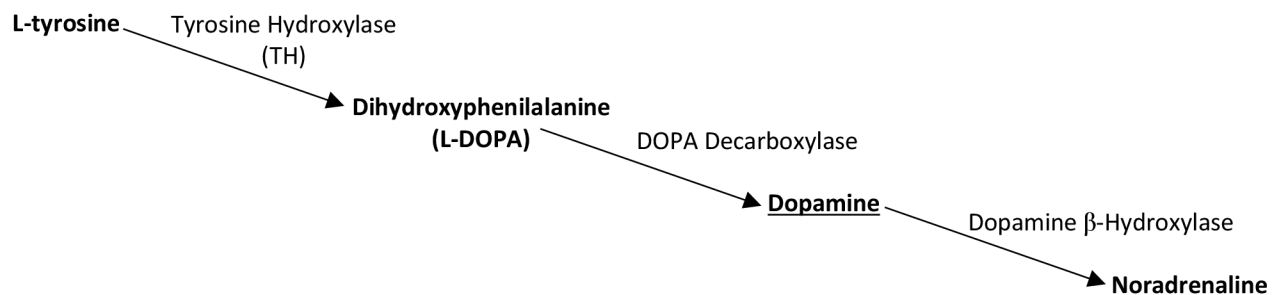 L-tyrosine
Tyrosine Hydroxylase
(TH)
Dihydroxyphenilalanine
(L-DOPA)
DOPA Decarboxylase
Dopamine
Dopamine β-Hydroxylase
Noradrenaline